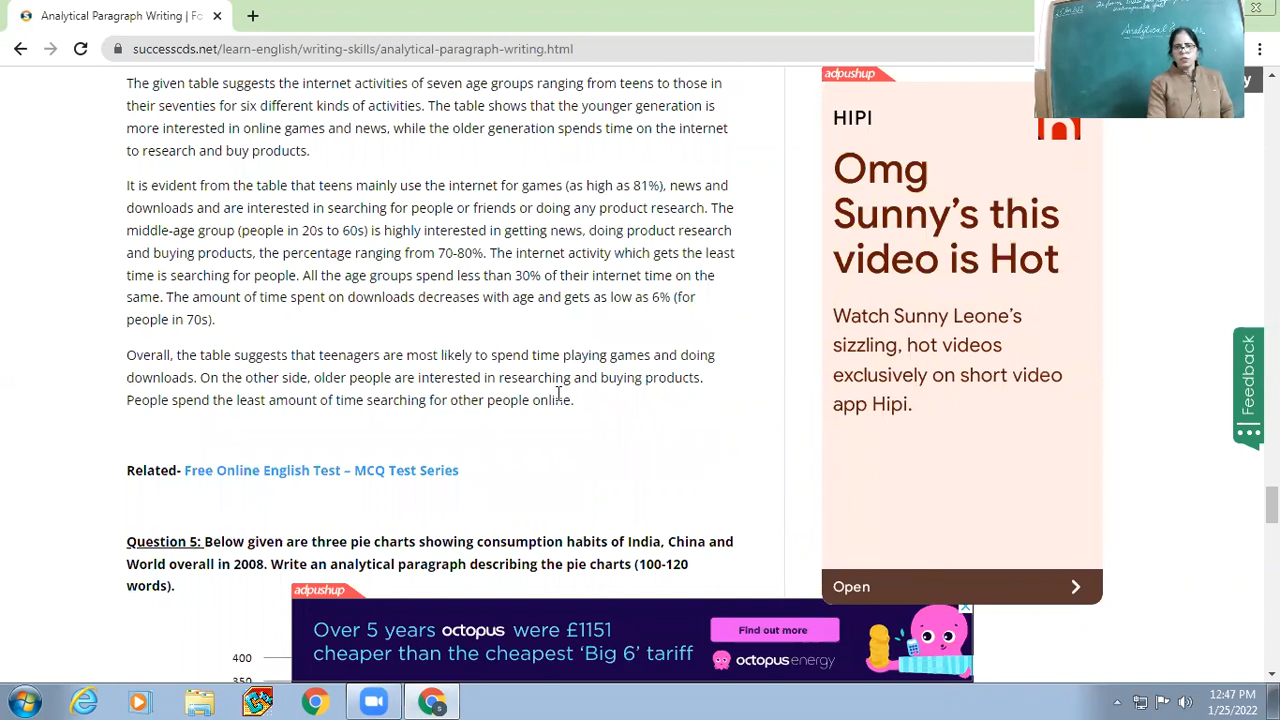 Analytical Paragraph Writing | Fo
successcds.net/learn-english/writing-skills/analytical-paragraph-writing.html
The given table suggests the internet activities of seven age groups ranging from teens to those in
their seventies for six different kinds of activities. The table shows that the younger generation is
more interested in online games and news, while the older generation spends time on the internet
to research and buy products.
It is evident from the table that teens mainly use the internet for games (as high as 81%), news and
downloads and are interested in searching for people or friends or doing any product research. The
middle-age group (people in 20s to 60s) is highly interested in getting news, doing product research
and buying products, the percentage ranging from 70-80%. The internet activity which gets the least
time is searching for people. All the age groups spend less than 30% of their internet time on the
same. The amount of time spent on downloads decreases with age and gets as low as 6% (for
people in 70s).
Overall, the table suggests that teenagers are most likely to spend time playing games and doing
downloads. On the other side, older people are interested in researching and buying products.
People spend the least amount of time searching for other people online.
Related- Free Online English Test – MCQ Test Series
Question 5: Below given are three pie charts showing consumption habits of India, China and
World overall in 2008. Write an analytical paragraph describing the pie charts (100-120
words).
400
350
adpushup
HIPI
Omg
Sunny's this
video is Hot
Watch Sunny Leone's
sizzling, hot videos
exclusively on short video
app Hipi.
Open
adpushup
Over 5 years octopus were £1151
cheaper than the cheapest 'Big 6' tariff
Find out more
octopus energy
Feedback
12:47 PM
1/25/2022